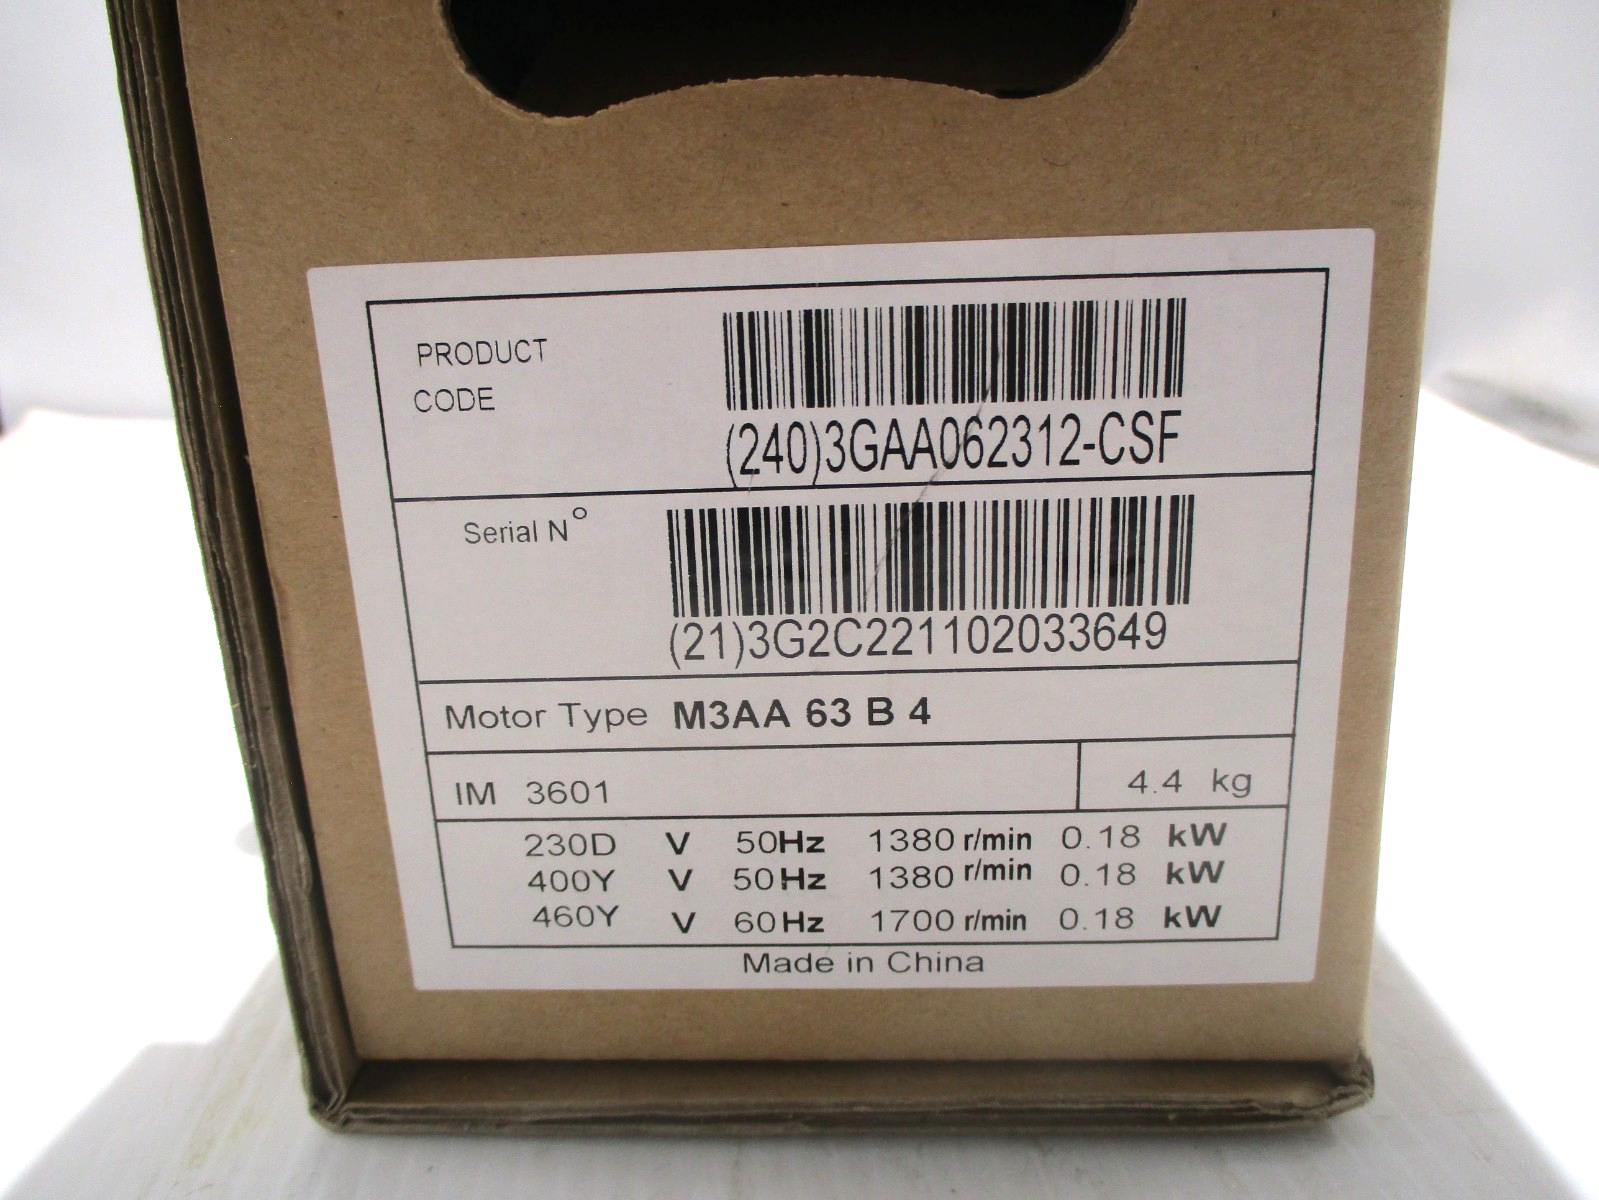 PRODUCT
CODE
(240)3GAA062312-CSF
Serial N°
(21)3G2C221102033649
Motor Type M3AA 63 B 4
IM 3601 4.4 kg
230D V 50Hz 1380 r/min 0.18 kW
400Y V 50Hz 1380 r/min 0.18 kW
460Y V 60Hz 1700 r/min 0.18 kW
Made in China